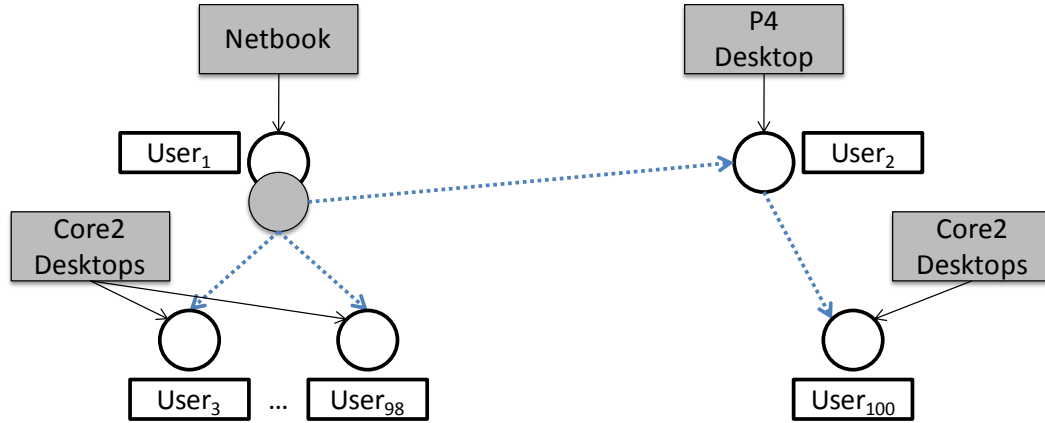 Netbook
P4
Desktop
User₁
User₂
Core2
Desktops
Core2
Desktops
User₃
...
User₉₈
User₁₀₀